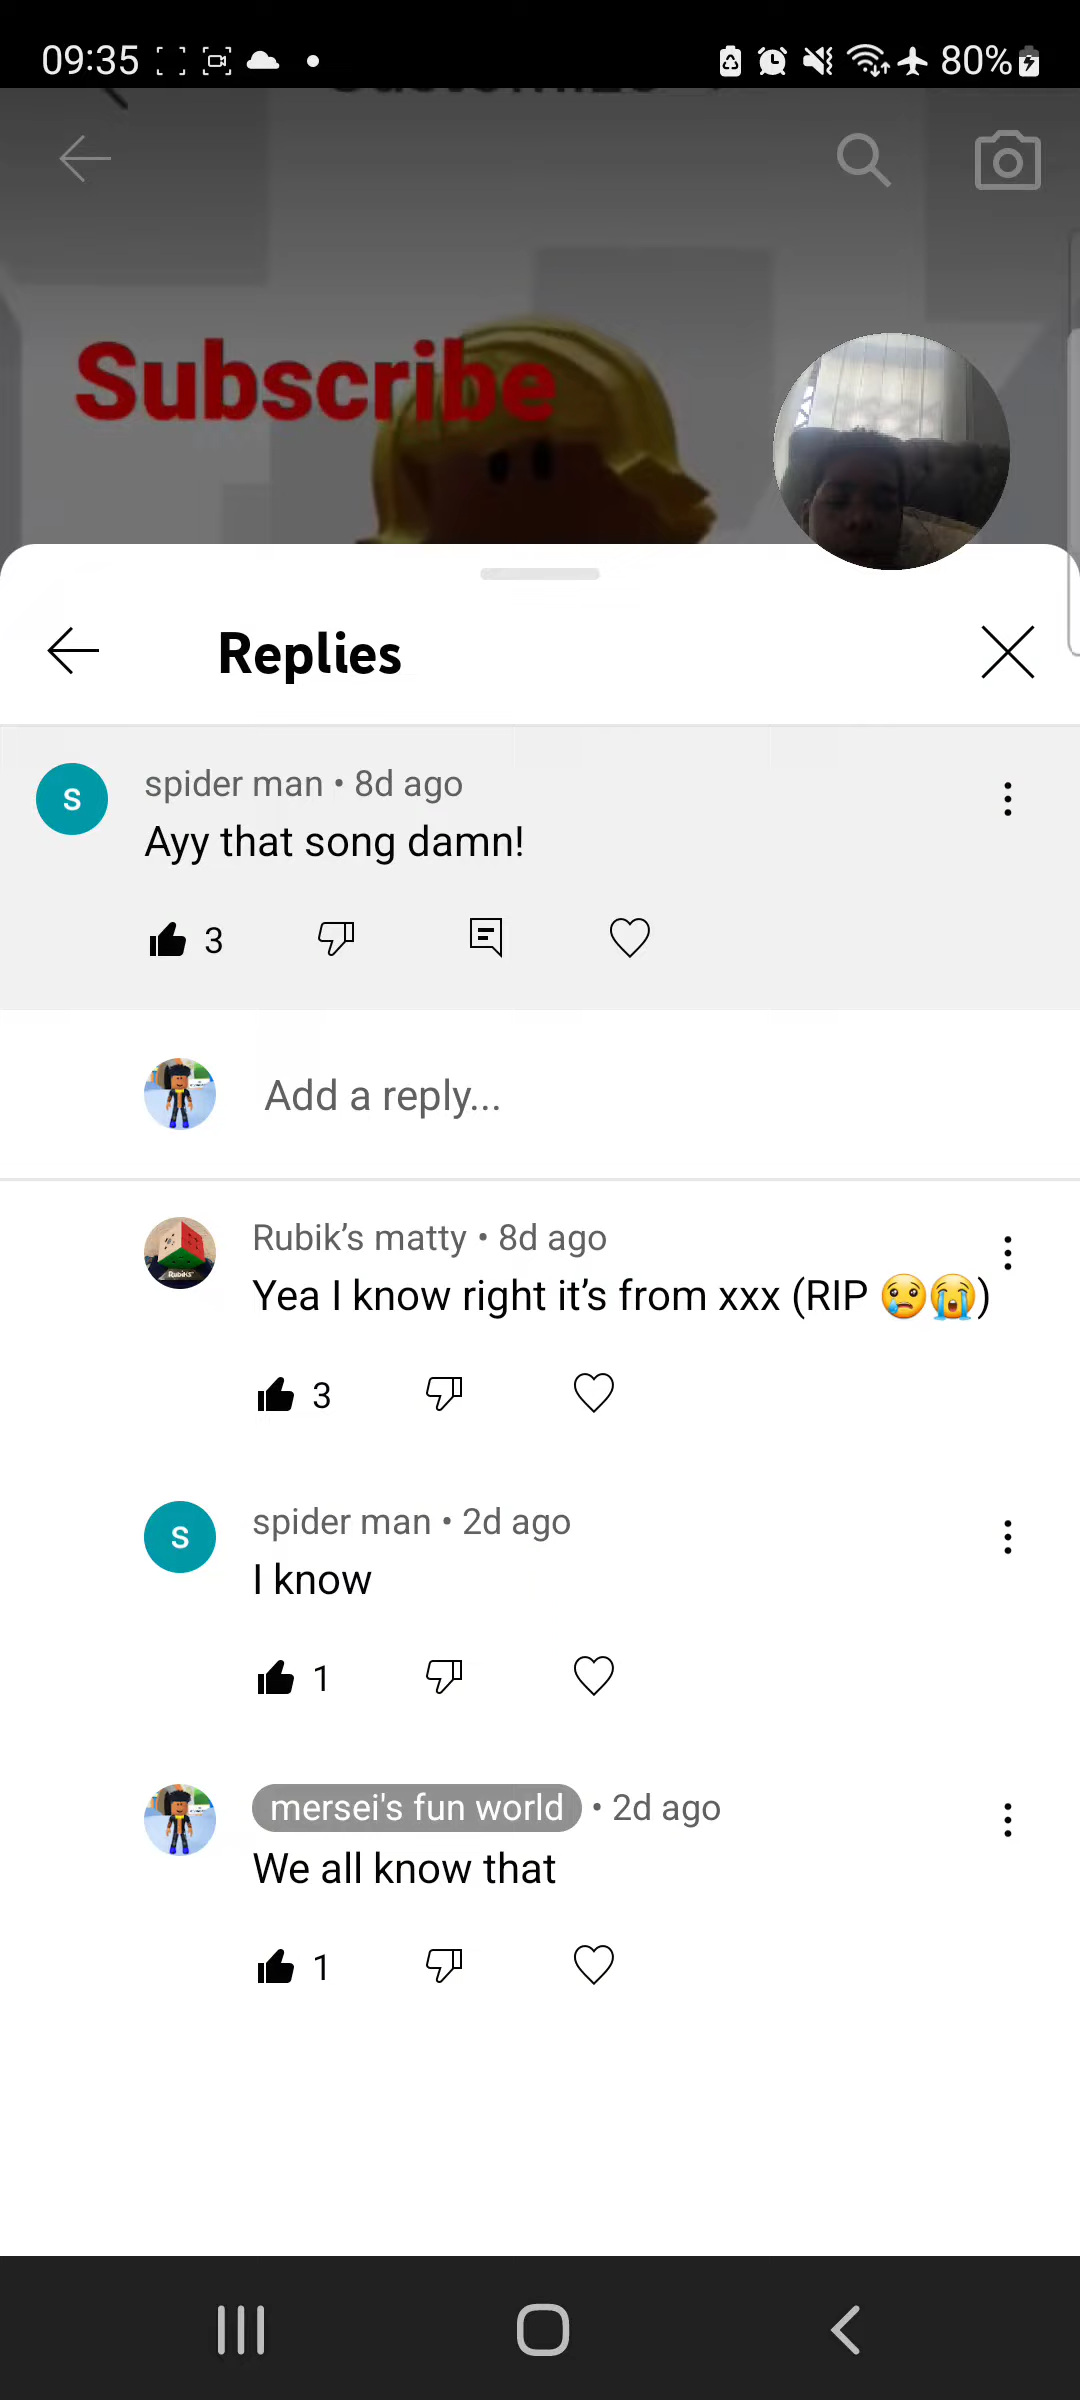 09:35
80%
Subscribe
Replies
S
spider man • 8d ago
Ayy that song damn!
3
Add a reply...
Rubik’s matty • 8d ago
Yea I know right it’s from xxx (RIP 😢😭)
3
S
spider man • 2d ago
I know
1
mersei's fun world • 2d ago
We all know that
1